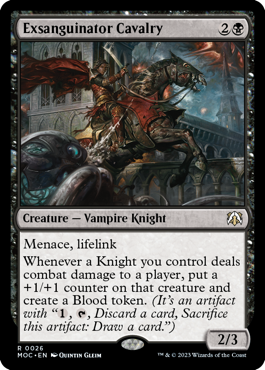 Exsanguinator Cavalry 2
Creature — Vampire Knight
Menace, lifelink
Whenever a Knight you control deals
combat damage to a player, put a
+1/+1 counter on that creature and
create a Blood token. (It's an artifact
with “1, , Discard a card, Sacrifice
this artifact: Draw a card.”)
2/3
R 0026
MOC • EN QUINTIN GLEIM
™ & © 2023 Wizards of the Coast